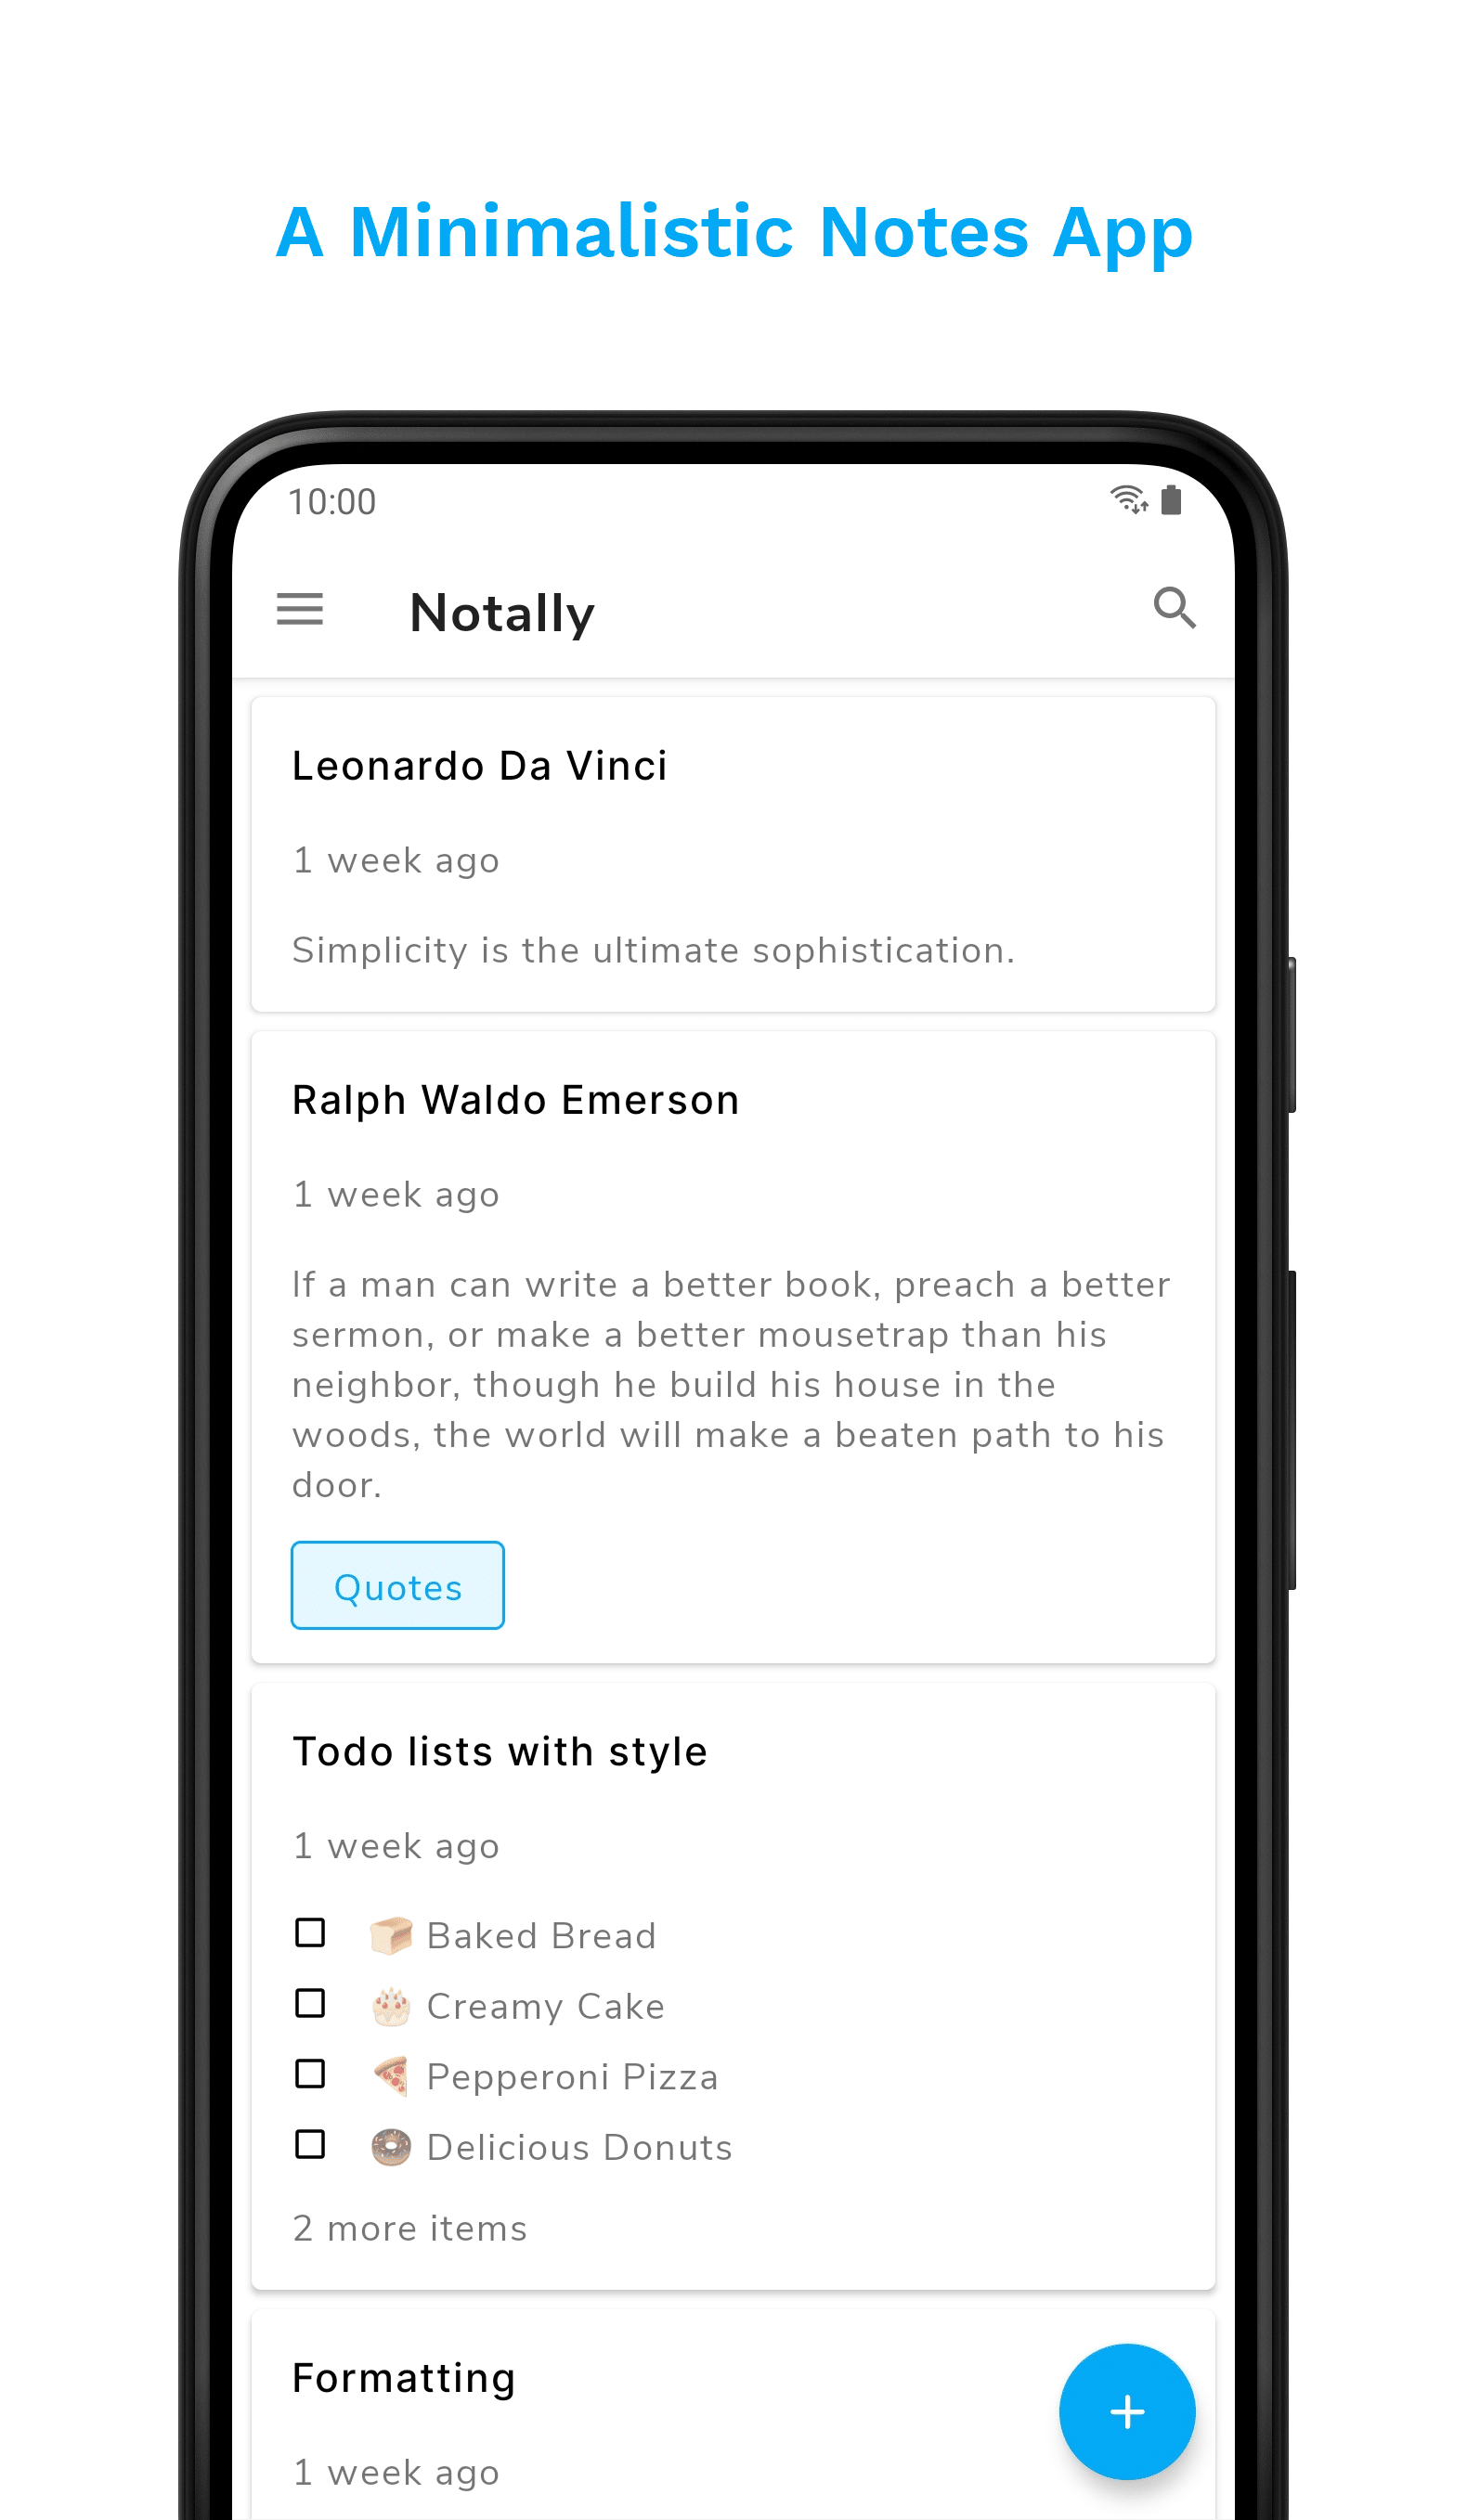 A Minimalistic Notes App
10:00
Notally
Leonardo Da Vinci
1 week ago
Simplicity is the ultimate sophistication.
Ralph Waldo Emerson
1 week ago
If a man can write a better book, preach a better
sermon, or make a better mousetrap than his
neighbor, though he build his house in the
woods, the world will make a beaten path to his
door.
Quotes
Todo lists with style
1 week ago
🍞 Baked Bread
🎂 Creamy Cake
🍕 Pepperoni Pizza
🍩 Delicious Donuts
2 more items
Formatting
1 week ago